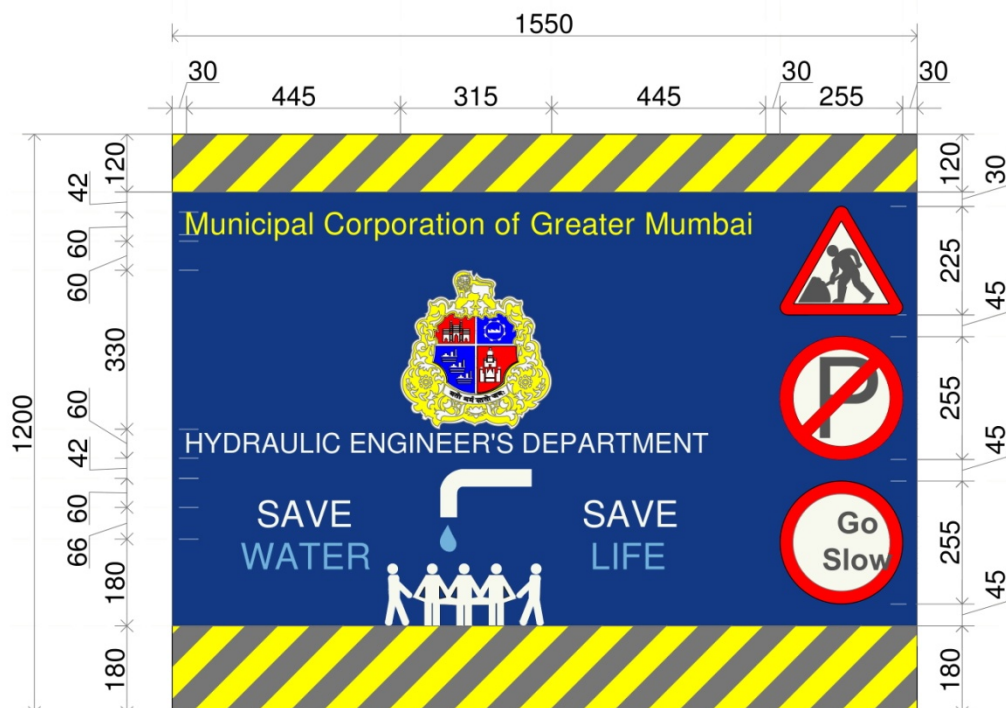 1550
30 445 315 445 30 255 30
120
42
60
60
330
60
42
60
66
180
180
1200
Municipal Corporation of Greater Mumbai
HYDRAULIC ENGINEER'S DEPARTMENT
SAVE
WATER
SAVE
LIFE
P
Go
Slow
120
30
225
45
255
45
255
45
180